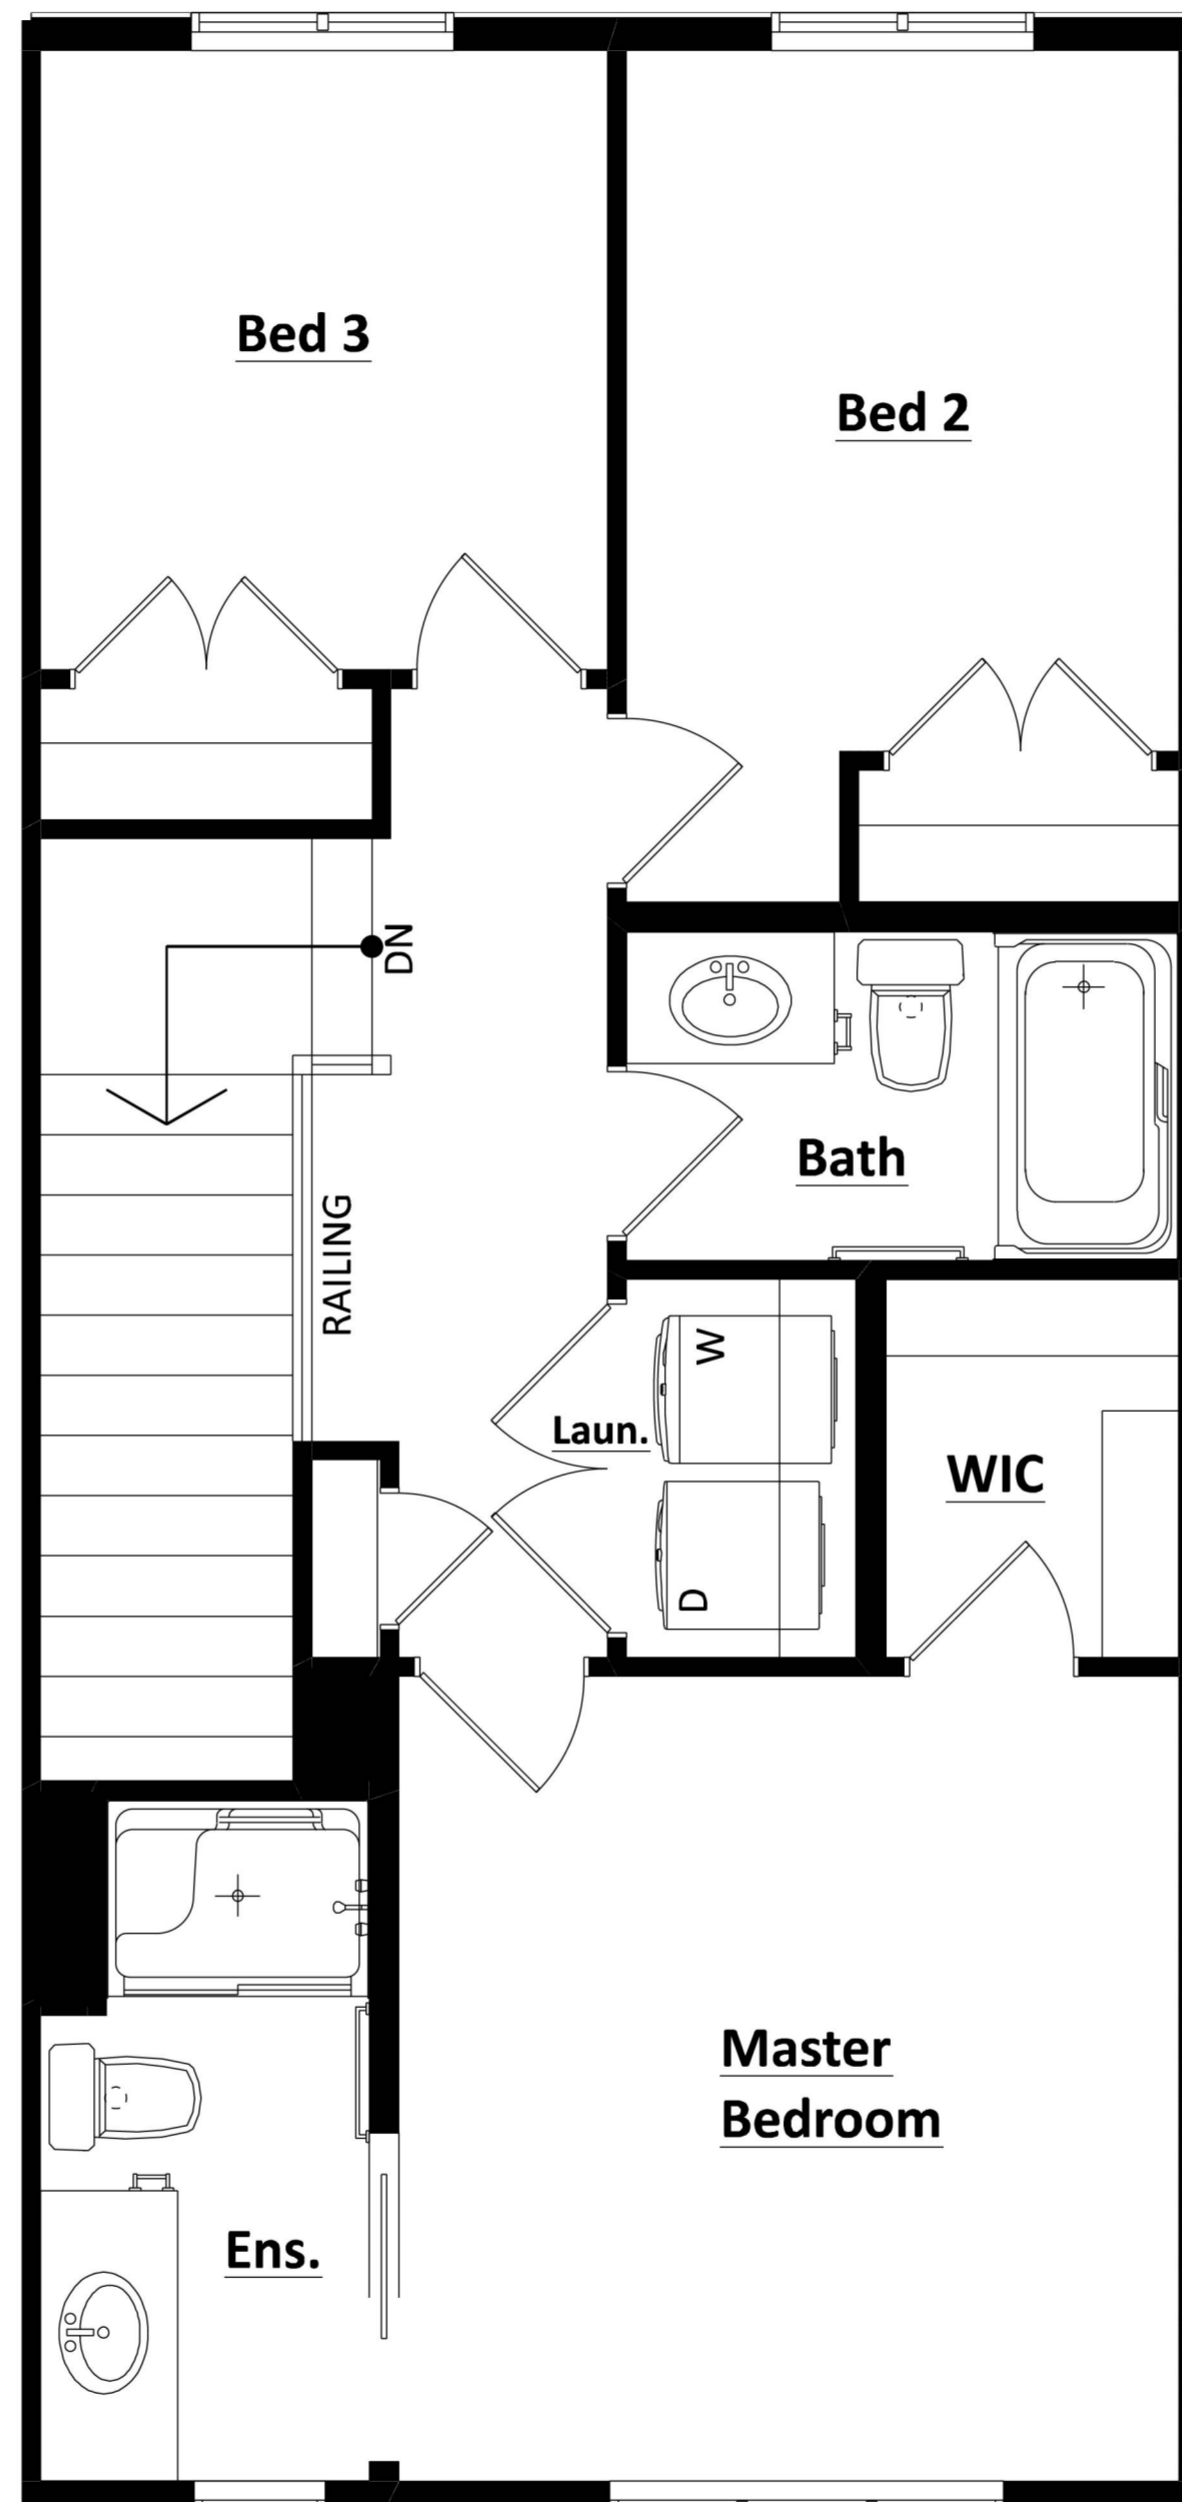 Bed 3
Bed 2
DN
Bath
RAILING
W
Laun.
WIC
D
Master
Bedroom
Ens.